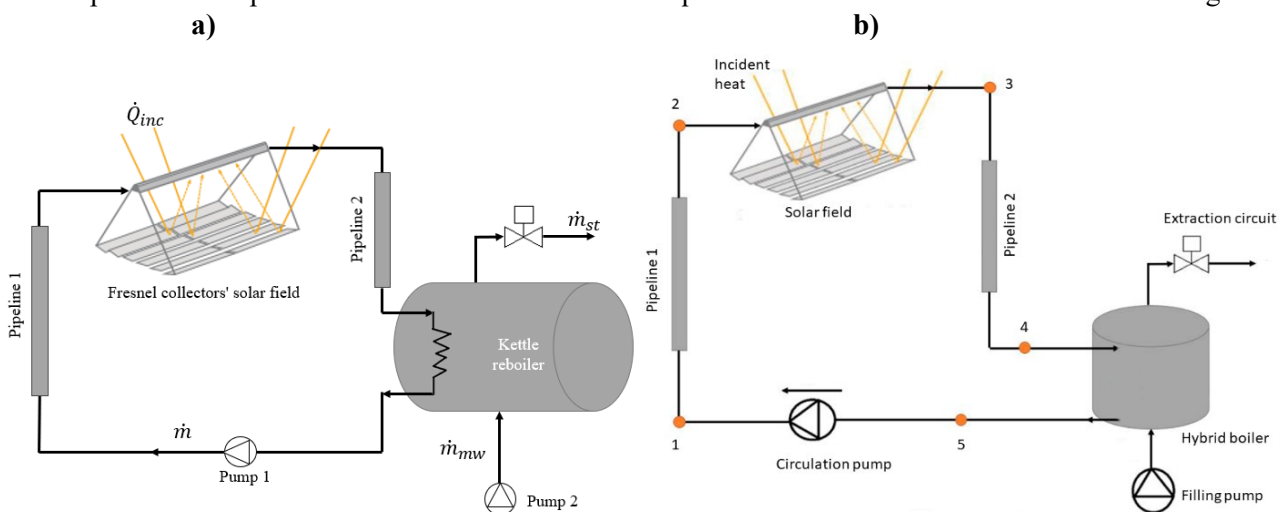 a)
b)
Q̇inc
Fresnel collectors' solar field
Pipeline 1
Pipeline 2
Kettle
reboiler
ṁst
ṁ
Pump 1
ṁmw
Pump 2
Incident
heat
2
3
Solar field
Pipeline 1
Pipeline 2
Extraction circuit
4
1
5
Circulation pump
Hybrid boiler
Filling pump